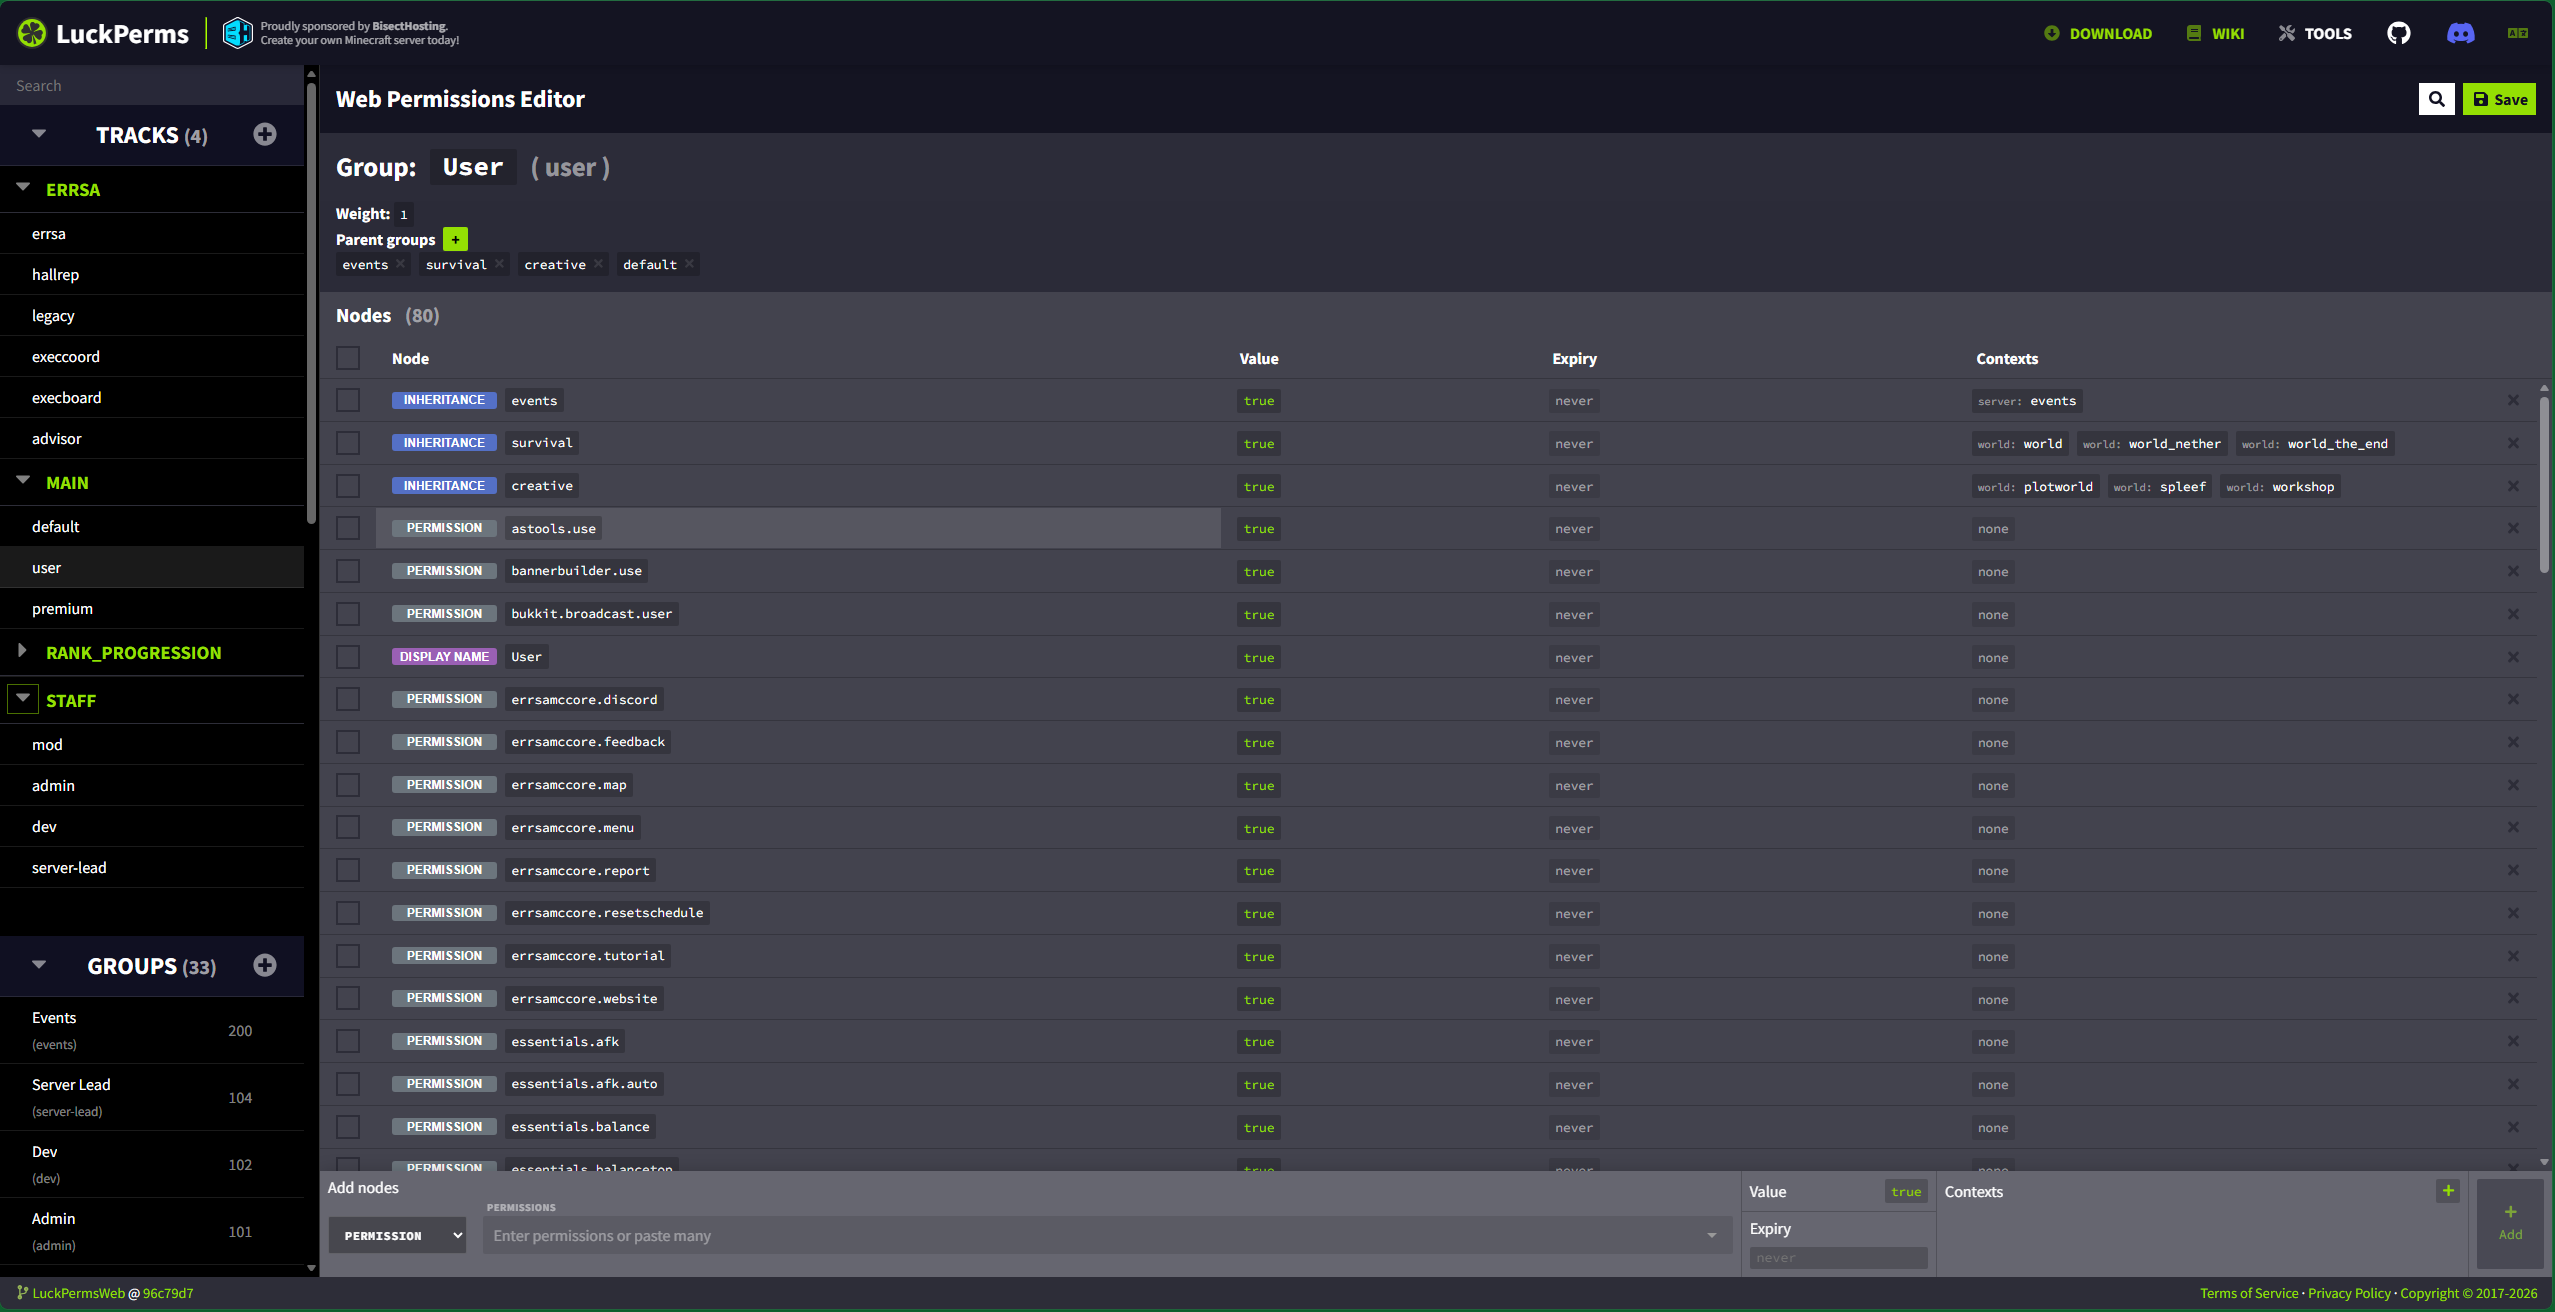 LuckPerms
Proudly sponsored by BisectHosting.
Create your own Minecraft server today!
DOWNLOAD
WIKI
TOOLS
Search
TRACKS (4)
ERRSA
errsa
hallrep
legacy
execcoord
execboard
advisor
MAIN
default
user
premium
RANK_PROGRESSION
STAFF
mod
admin
dev
server-lead
GROUPS (33)
Events
(events)
200
Server Lead
(server-lead)
104
Dev
(dev)
102
Admin
(admin)
101
Web Permissions Editor
Save
Group: User ( user )
Weight: 1
Parent groups +
events × survival × creative × default ×
Nodes (80)
Node Value Expiry Contexts
INHERITANCE events true never server: events
INHERITANCE survival true never world: world world: world_nether world: world_the_end
INHERITANCE creative true never world: plotworld world: spleef world: workshop
PERMISSION astools.use true never none
PERMISSION bannerbuilder.use true never none
PERMISSION bukkit.broadcast.user true never none
DISPLAY NAME User true never none
PERMISSION errsamccore.discord true never none
PERMISSION errsamccore.feedback true never none
PERMISSION errsamccore.map true never none
PERMISSION errsamccore.menu true never none
PERMISSION errsamccore.report true never none
PERMISSION errsamccore.resetschedule true never none
PERMISSION errsamccore.tutorial true never none
PERMISSION errsamccore.website true never none
PERMISSION essentials.afk true never none
PERMISSION essentials.afk.auto true never none
PERMISSION essentials.balance true never none
PERMISSION essentials.balancetop true never none
Add nodes
PERMISSION
PERMISSIONS
Enter permissions or paste many
Value true
Expiry
never
Contexts +
+
Add
LuckPermsWeb @ 96c79d7
Terms of Service · Privacy Policy · Copyright © 2017-2026